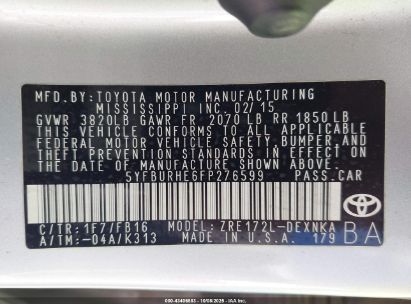 MFD.BY:TOYOTA MOTOR MANUFACTURING
MISSISSIPPI INC. 02/15
GVWR 3820LB GAWR FR 2070 LB RR 1850 LB
THIS VEHICLE CONFORMS TO ALL APPLICABLE
FEDERAL MOTOR VEHICLE SAFETY, BUMPER, AND
THEFT PREVENTION STANDARDS IN EFFECT ON
THE DATE OF MANUFACTURE SHOWN ABOVE.
5YFBURHE6FP276599 PASS.CAR
C/TR: 1F7/FB16 MODEL: ZRE172L-DEXNKA
A/TM:-04A/K313 MADE IN U.S.A. 179
TOYOTA
BA